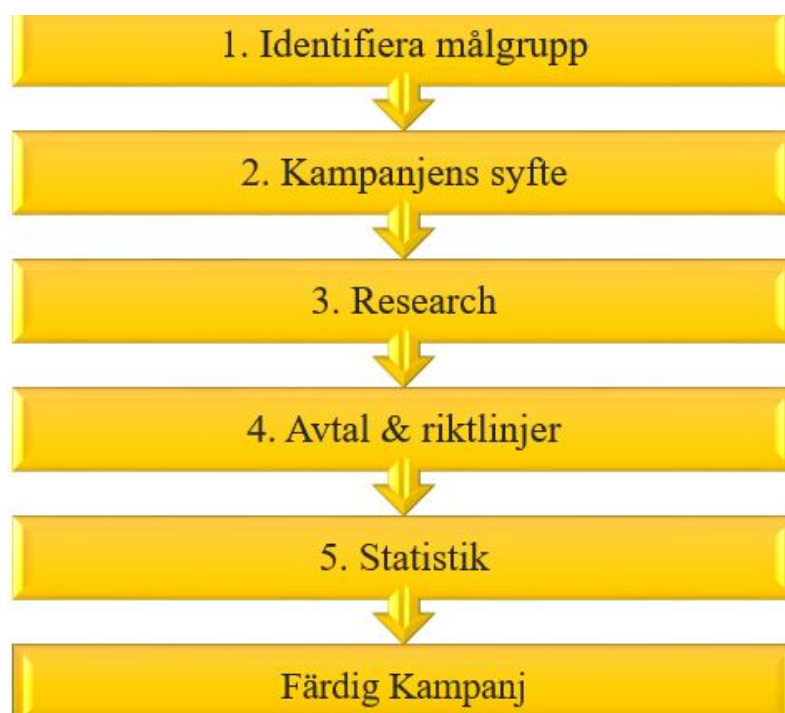 1. Identifiera målgrupp
2. Kampanjens syfte
3. Research
4. Avtal & riktlinjer
5. Statistik
Färdig Kampanj